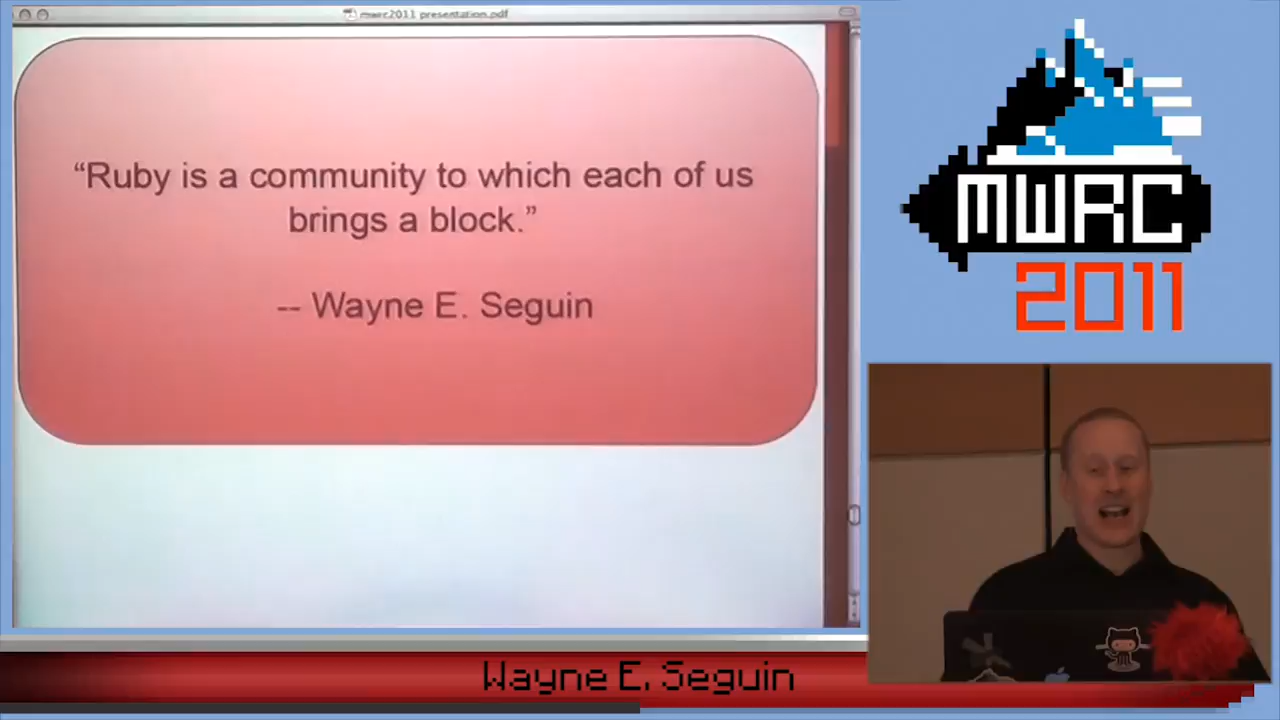 mwrc2011 presentation.pdf
“Ruby is a community to which each of us
brings a block.”
-- Wayne E. Seguin
MWRC
2011
Wayne E. Seguin